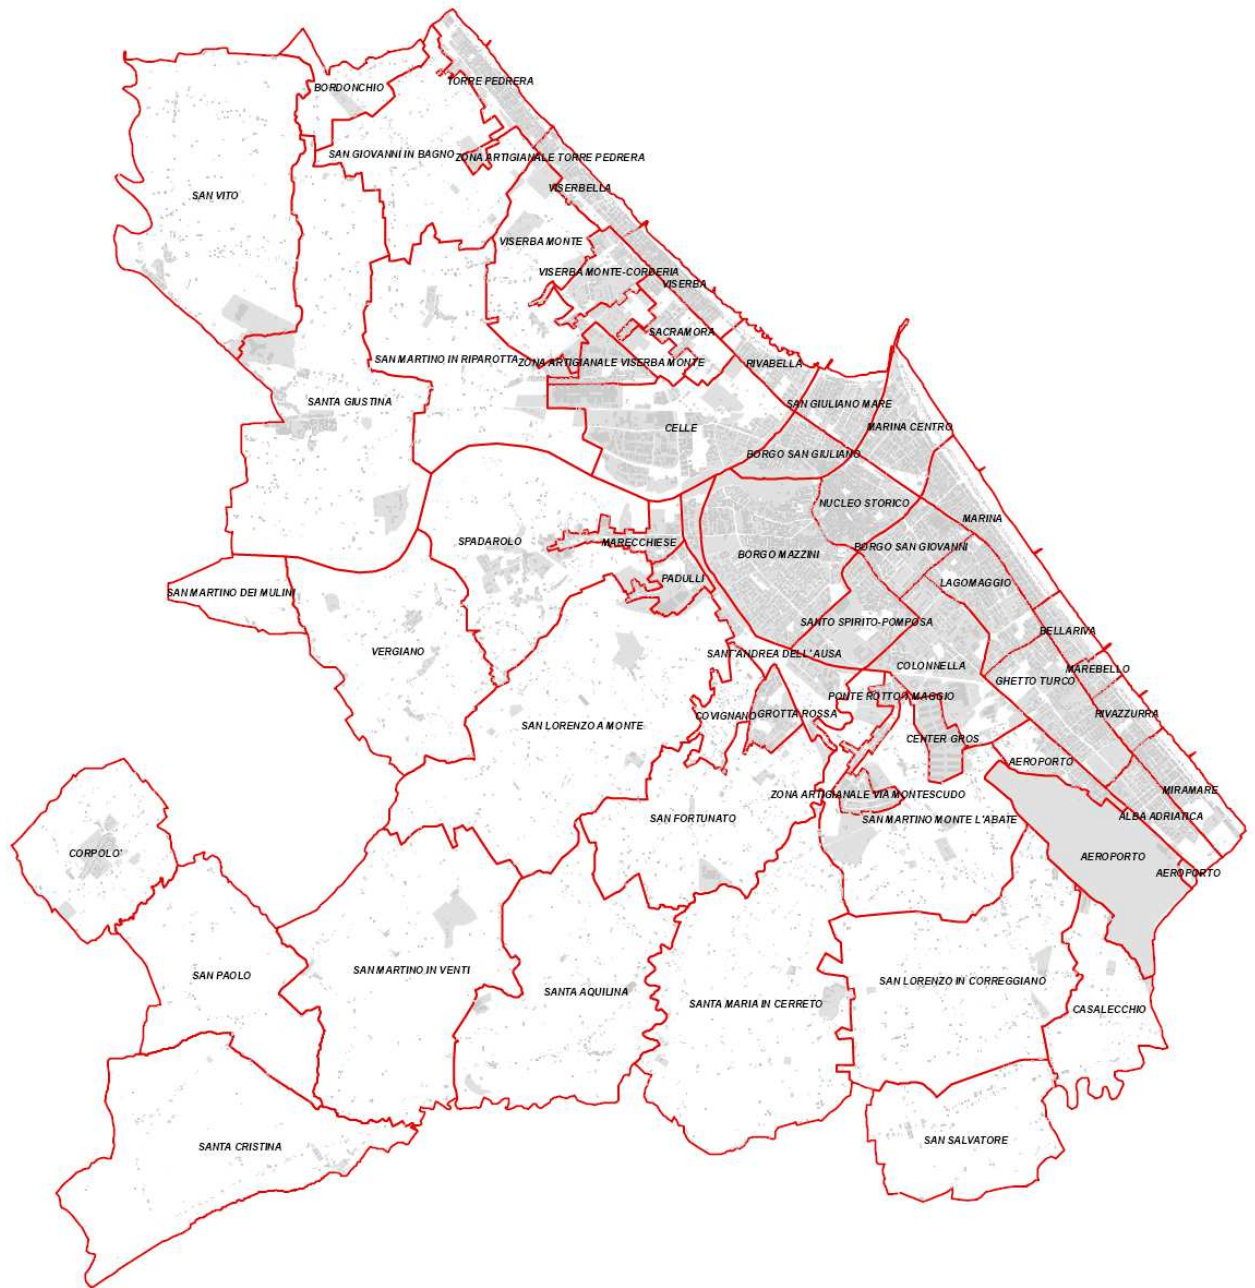 TORRE PEDRERA
BORDONCHIO
SAN GIOVANNI IN BAGNO
ZONA ARTIGIANALE TORRE PEDRERA
VISERBELLA
SAN VITO
VISERBA MONTE
VISERBA MONTE-CORDERIA
VISERBA
SACRAMORA
SAN MARTINO IN RIPAROTTA
ZONA ARTIGIANALE VISERBA MONTE
RIVABELLA
SANTA GIUSTINA
SAN GIULIANO MARE
CELLE
MARINA CENTRO
BORGO SAN GIULIANO
NUCLEO STORICO
MARINA
SPADAROLO
MARECCHIESE
BORGO MAZZINI
BORGO SAN GIOVANNI
PADULLI
LAGOMAGGIO
SAN MARTINO DEI MULINI
SANTO SPIRITO-POMPOSA
BELLARIVA
VERGIANO
SANT'ANDREA DELL'AUSA
COLONNELLA
MAREBELLO
GHETTO TURCO
PONTE ROTTO-1 MAGGIO
COVIGNANO
GROTTA ROSSA
RIVAZZURRA
SAN LORENZO A MONTE
CENTER GROS
AEROPORTO
MIRAMARE
ZONA ARTIGIANALE VIA MONTESCUDO
SAN FORTUNATO
SAN MARTINO MONTE L'ABATE
ALBA ADRIATICA
CORPOLO'
AEROPORTO
AEROPORTO
SAN MARTINO IN VENTI
SAN PAOLO
SAN LORENZO IN CORREGGIANO
SANTA AQUILINA
SANTA MARIA IN CERRETO
CASALECCHIO
SAN SALVATORE
SANTA CRISTINA